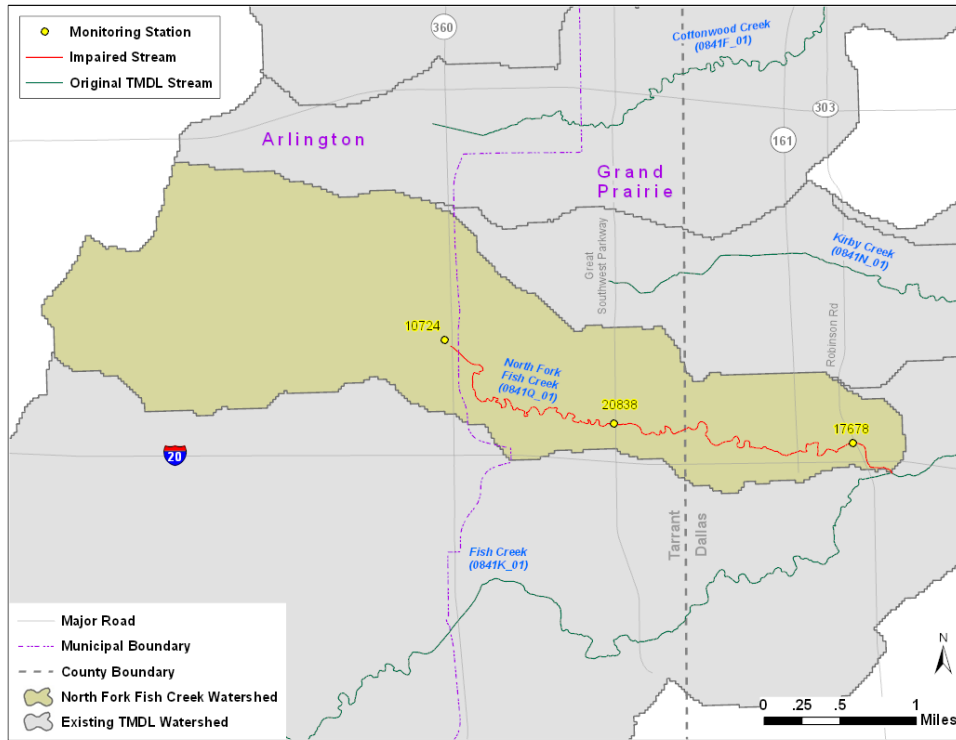 Monitoring Station
Impaired Stream
Original TMDL Stream
360
Cottonwood Creek
(0841F_01)
303
161
Arlington
Grand
Prairie
Kirby Creek
(0841N_01)
Great
Southwest Parkway
Robinson Rd
10724
North Fork
Fish Creek
(0841Q_01)
20838
17678
20
Tarrant
Dallas
Fish Creek
(0841K_01)
Major Road
Municipal Boundary
County Boundary
North Fork Fish Creek Watershed
Existing TMDL Watershed
N
0 .25 .5 1
Miles